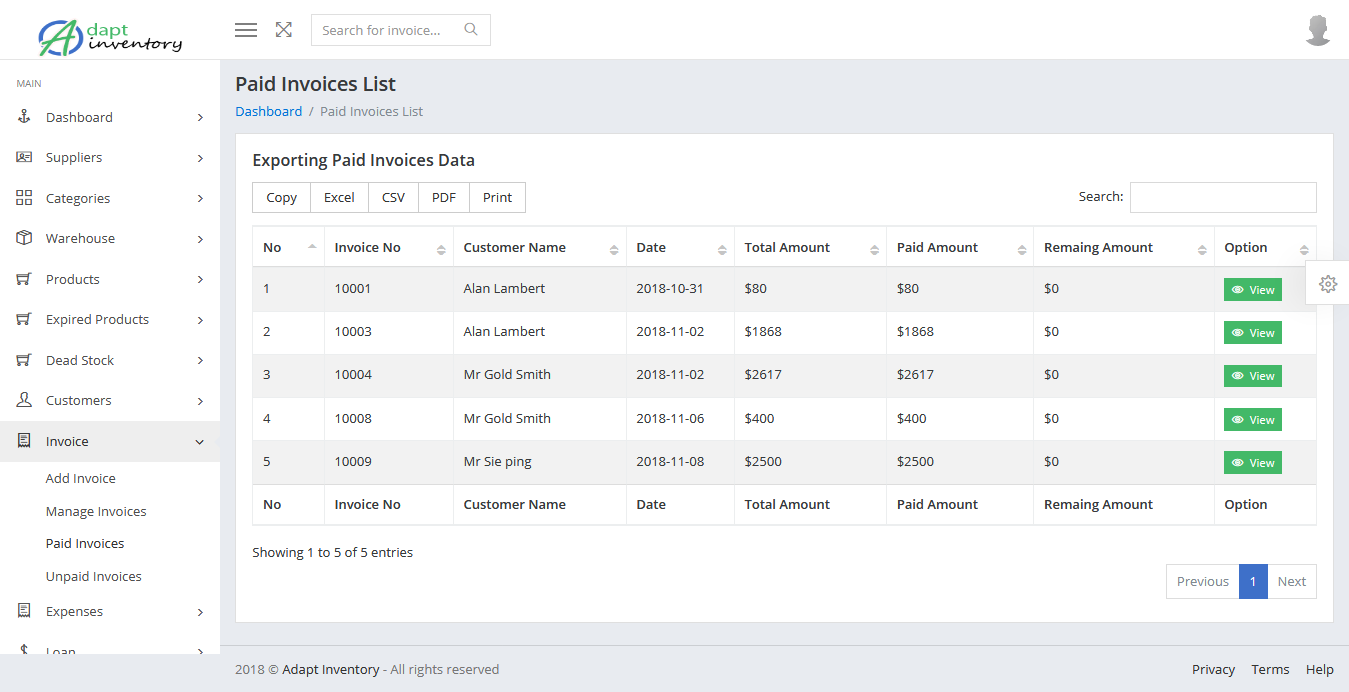 Adapt
inventory
Search for invoice...
MAIN
Dashboard
Suppliers
Categories
Warehouse
Products
Expired Products
Dead Stock
Customers
Invoice
Add Invoice
Manage Invoices
Paid Invoices
Unpaid Invoices
Expenses
Loan
Paid Invoices List
Dashboard / Paid Invoices List
Exporting Paid Invoices Data
Copy Excel CSV PDF Print Search:
No Invoice No Customer Name Date Total Amount Paid Amount Remaing Amount Option
1 10001 Alan Lambert 2018-10-31 $80 $80 $0 View
2 10003 Alan Lambert 2018-11-02 $1868 $1868 $0 View
3 10004 Mr Gold Smith 2018-11-02 $2617 $2617 $0 View
4 10008 Mr Gold Smith 2018-11-06 $400 $400 $0 View
5 10009 Mr Sie ping 2018-11-08 $2500 $2500 $0 View
No Invoice No Customer Name Date Total Amount Paid Amount Remaing Amount Option
Showing 1 to 5 of 5 entries
Previous 1 Next
2018 © Adapt Inventory - All rights reserved Privacy Terms Help